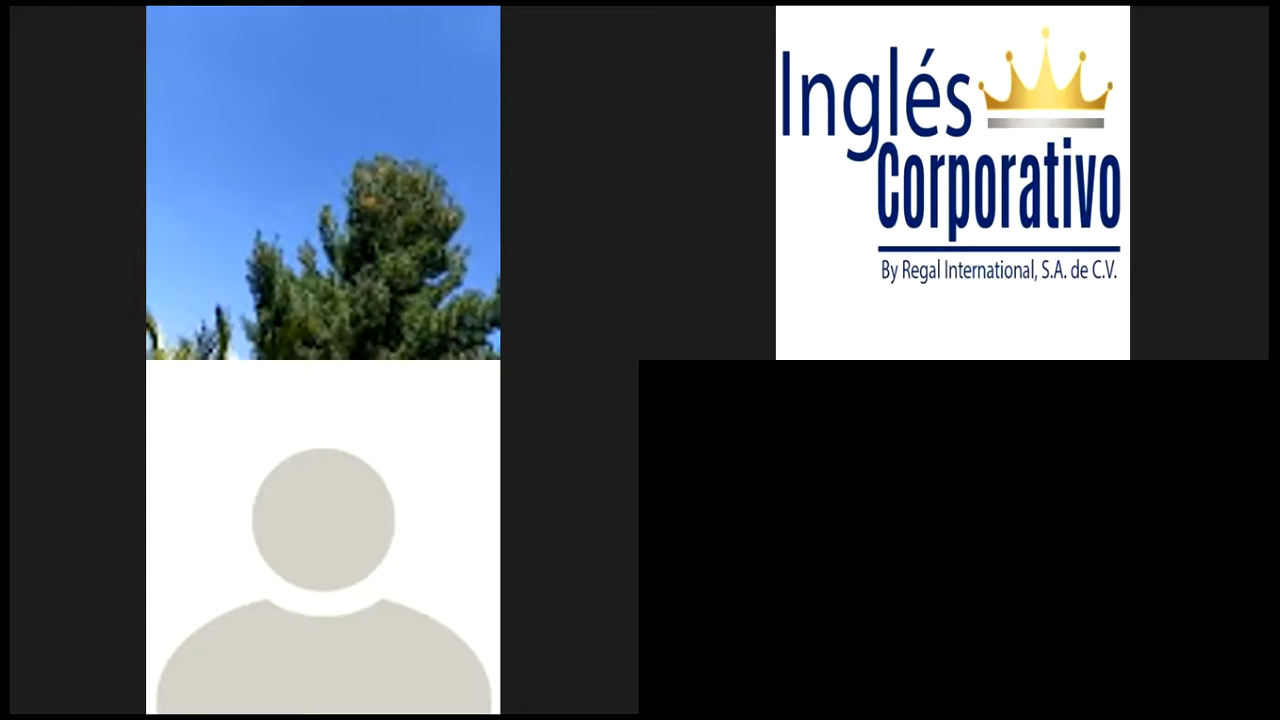 Inglés
Corporativo
By Regal International, S.A. de C.V.